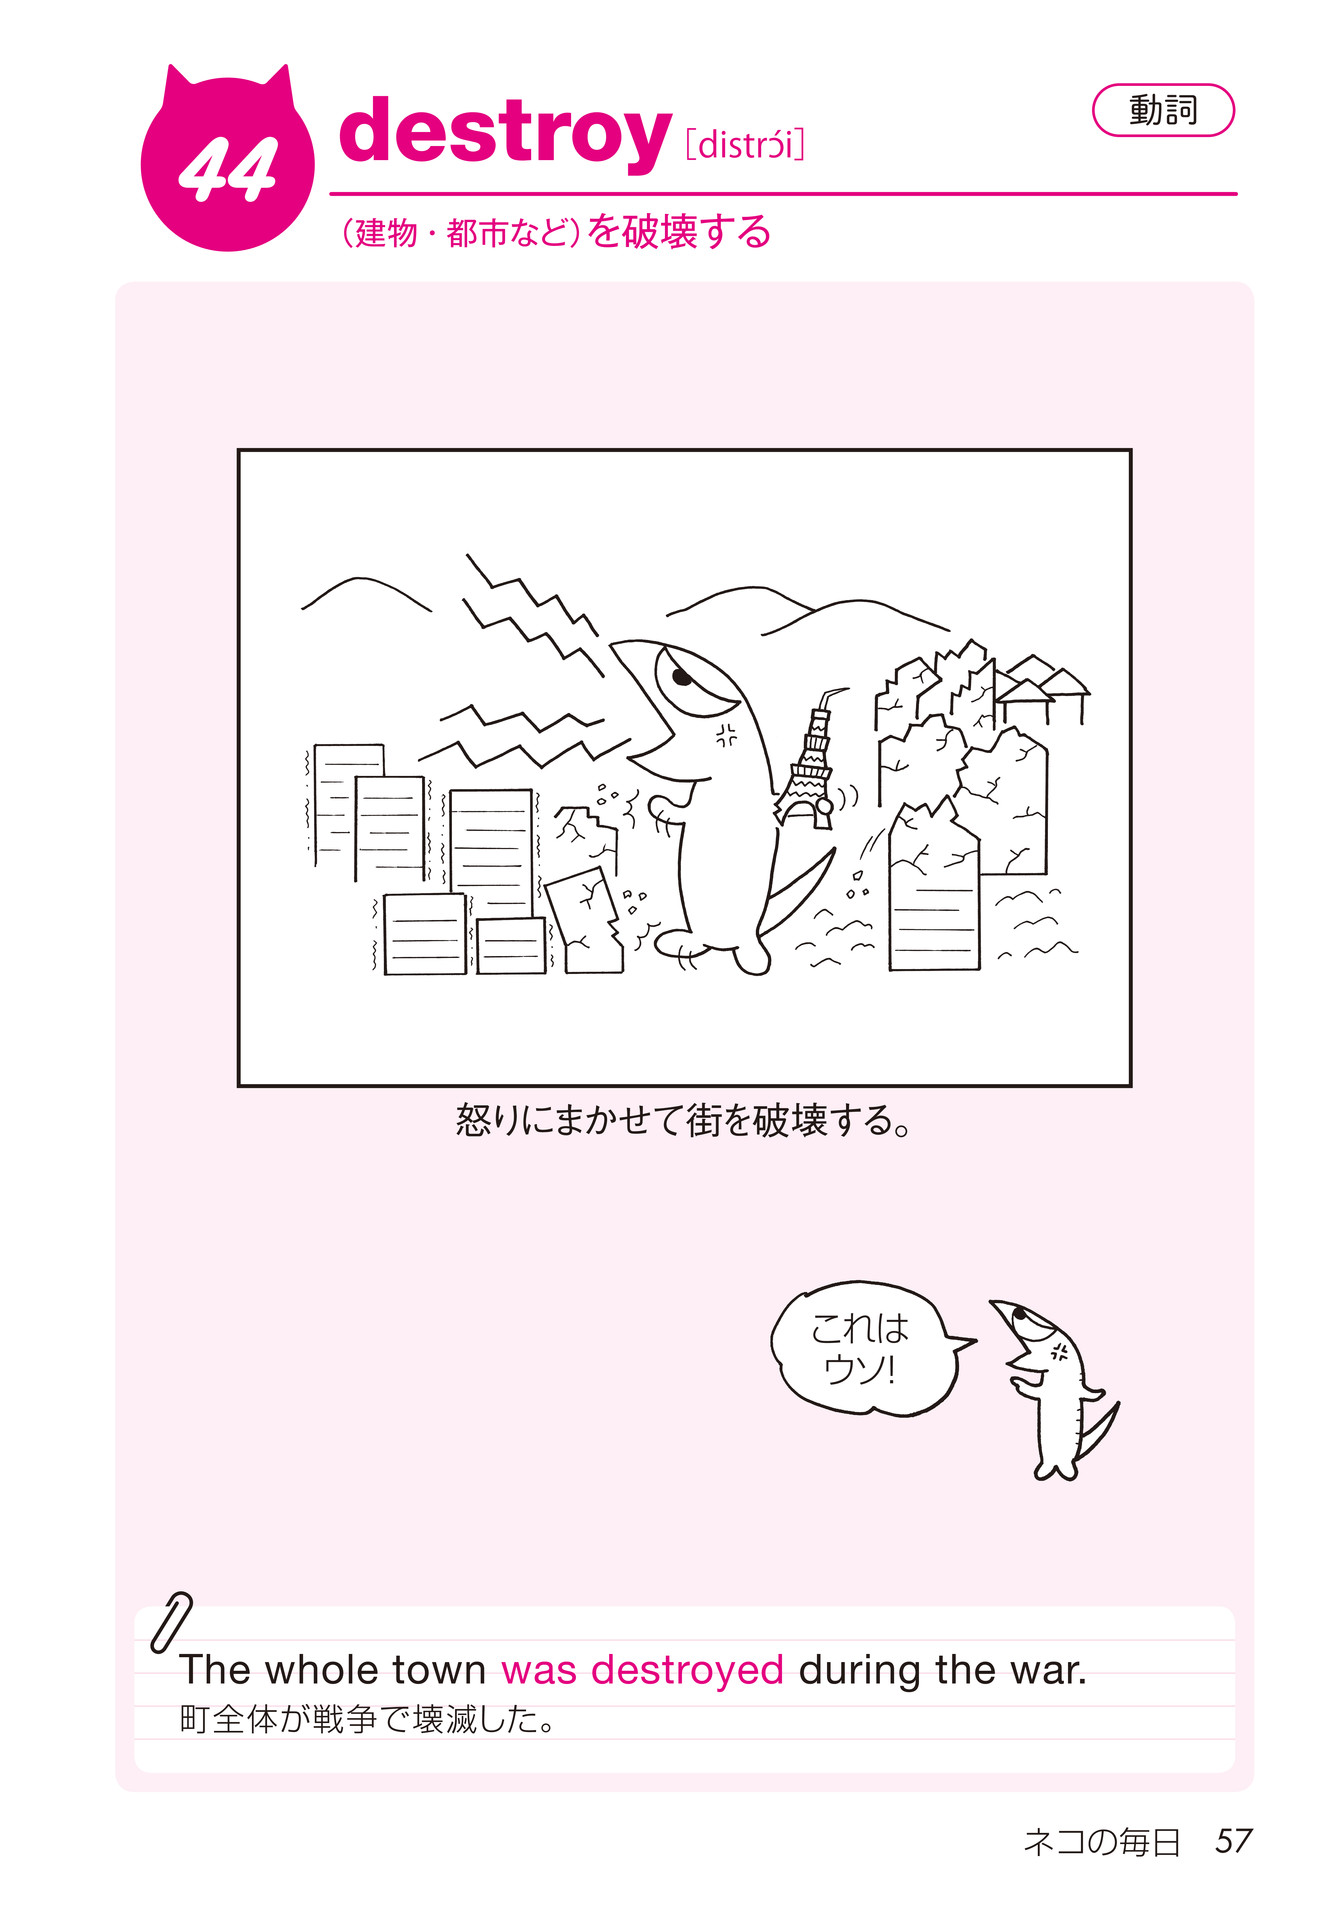 44
destroy [distrɔ́i]
動詞
（建物・都市など）を破壊する
怒りにまかせて街を破壊する。
これは
ウソ!
The whole town was destroyed during the war.
町全体が戦争で壊滅した。
ネコの毎日 57